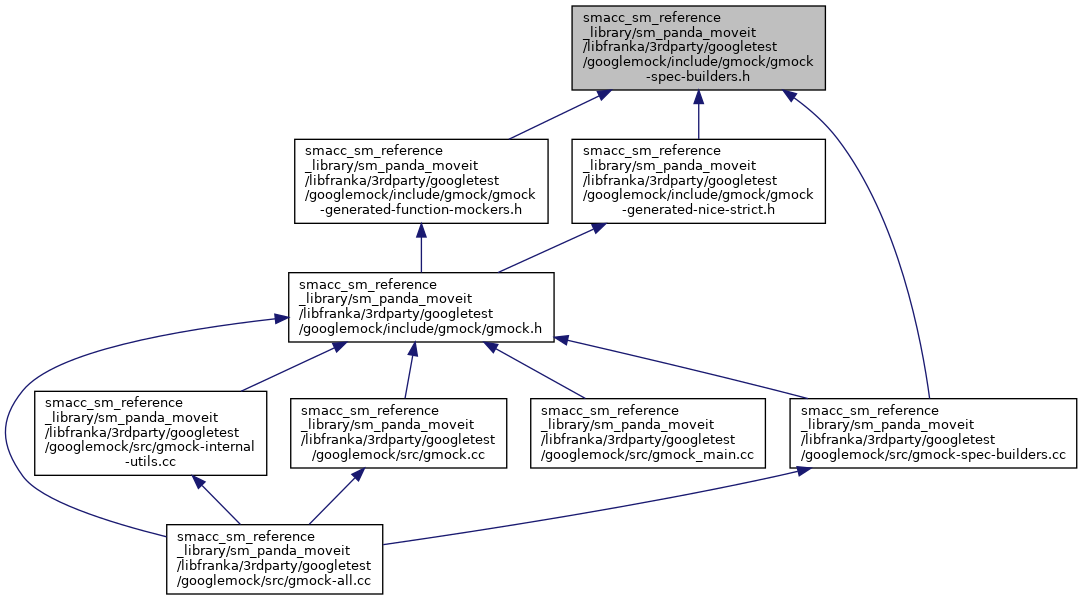 smacc_sm_reference
_library/sm_panda_moveit
/libfranka/3rdparty/googletest
/googlemock/include/gmock/gmock
-spec-builders.h
smacc_sm_reference
_library/sm_panda_moveit
/libfranka/3rdparty/googletest
/googlemock/include/gmock/gmock
-generated-function-mockers.h
smacc_sm_reference
_library/sm_panda_moveit
/libfranka/3rdparty/googletest
/googlemock/include/gmock/gmock
-generated-nice-strict.h
smacc_sm_reference
_library/sm_panda_moveit
/libfranka/3rdparty/googletest
/googlemock/include/gmock/gmock.h
smacc_sm_reference
_library/sm_panda_moveit
/libfranka/3rdparty/googletest
/googlemock/src/gmock-internal
-utils.cc
smacc_sm_reference
_library/sm_panda_moveit
/libfranka/3rdparty/googletest
/googlemock/src/gmock.cc
smacc_sm_reference
_library/sm_panda_moveit
/libfranka/3rdparty/googletest
/googlemock/src/gmock_main.cc
smacc_sm_reference
_library/sm_panda_moveit
/libfranka/3rdparty/googletest
/googlemock/src/gmock-spec-builders.cc
smacc_sm_reference
_library/sm_panda_moveit
/libfranka/3rdparty/googletest
/googlemock/src/gmock-all.cc